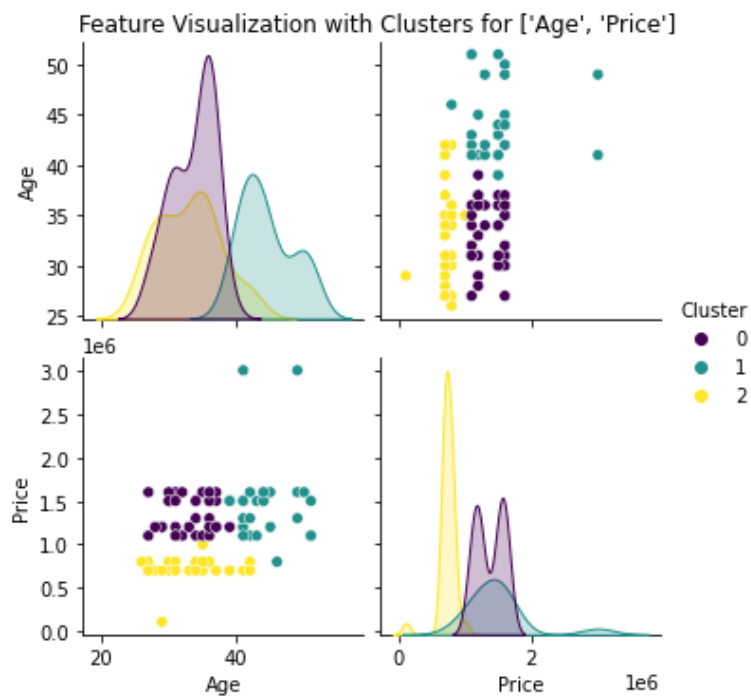 Feature Visualization with Clusters for ['Age', 'Price']
50
45
40
35
30
25
Age
Cluster
0
1
2
1e6
3.0
2.5
2.0
1.5
1.0
0.5
0.0
Price
20 40
Age
0 2
1e6
Price